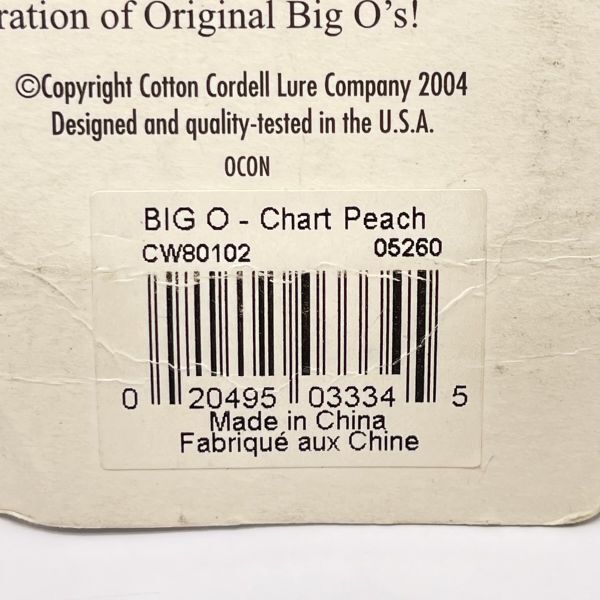 ration of Original Big O's!
©Copyright Cotton Cordell Lure Company 2004
Designed and quality-tested in the U.S.A.
OCON
BIG O - Chart Peach
CW80102 05260
0 20495 03334 5
Made in China
Fabriqué aux Chine